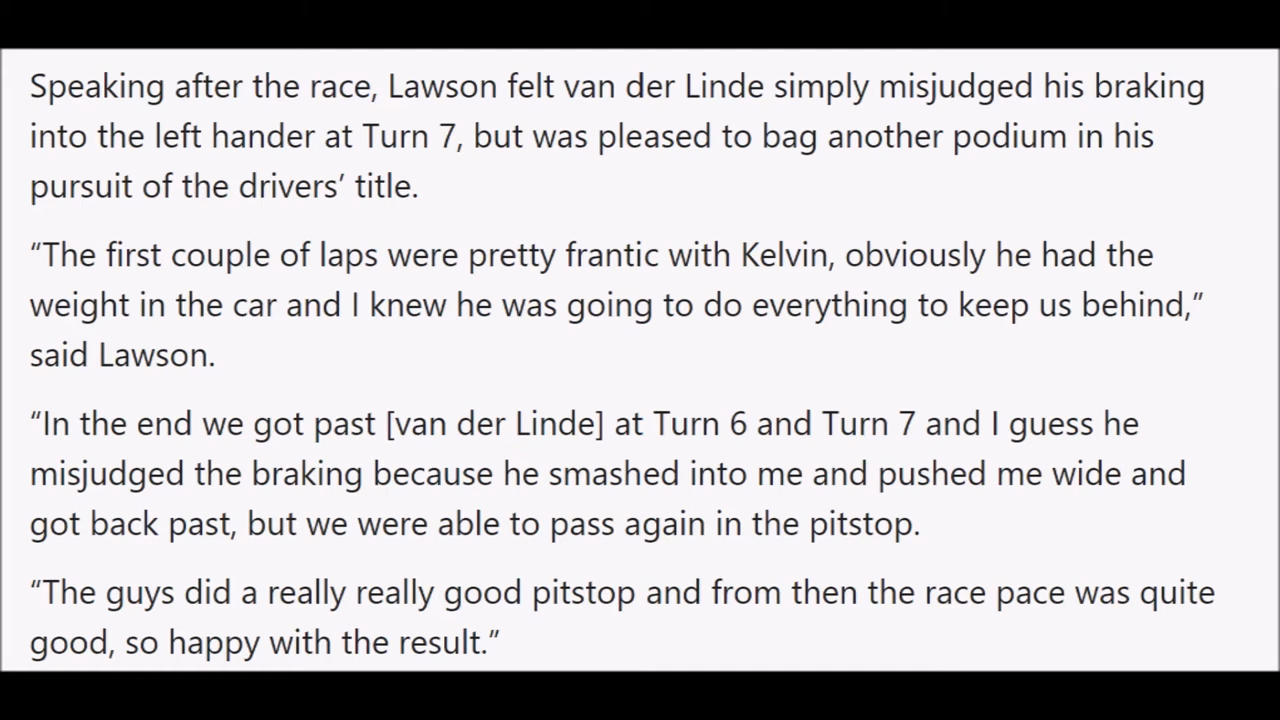 Speaking after the race, Lawson felt van der Linde simply misjudged his braking
into the left hander at Turn 7, but was pleased to bag another podium in his
pursuit of the drivers’ title.
“The first couple of laps were pretty frantic with Kelvin, obviously he had the
weight in the car and I knew he was going to do everything to keep us behind,”
said Lawson.
“In the end we got past [van der Linde] at Turn 6 and Turn 7 and I guess he
misjudged the braking because he smashed into me and pushed me wide and
got back past, but we were able to pass again in the pitstop.
“The guys did a really really good pitstop and from then the race pace was quite
good, so happy with the result.”